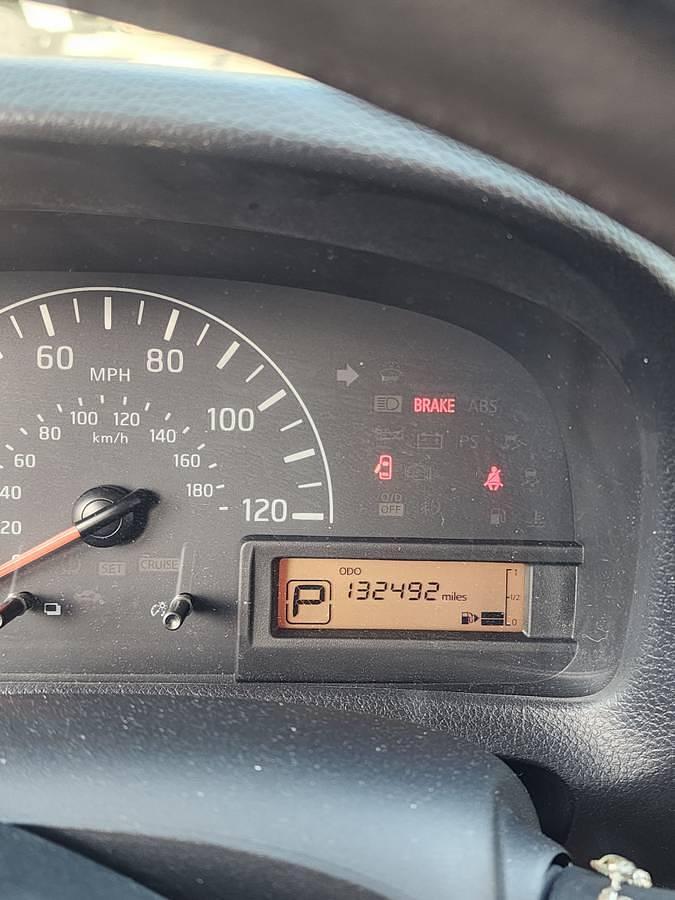 60 80
MPH
100 120
100
80 km/h 140
60 160
40 180
20 120
BRAKE ABS
PS
O/D
OFF
SET CRUISE
ODO
P 132492 miles
1
1/2
0